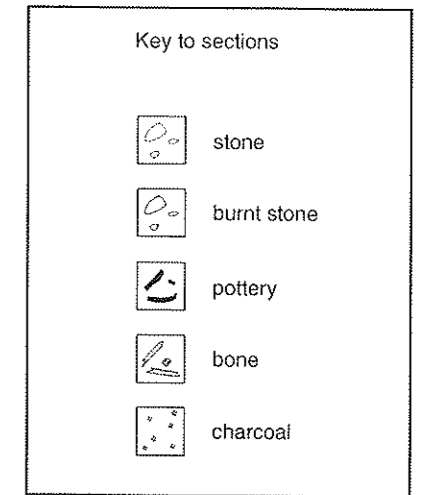 Key to sections
stone
burnt stone
pottery
bone
charcoal